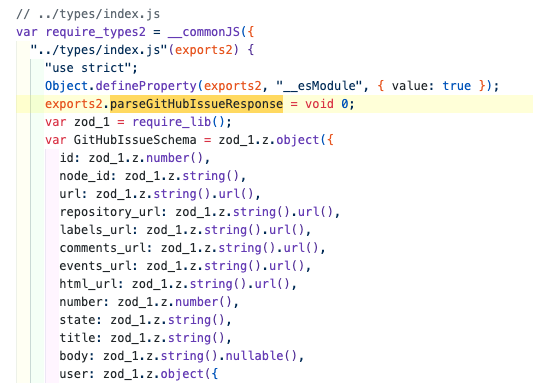 // ../types/index.js
var require_types2 = __commonJS({
"../types/index.js"(exports2) {
"use strict";
Object.defineProperty(exports2, "__esModule", { value: true });
exports2.parseGitHubIssueResponse = void 0;
var zod_1 = require_lib();
var GitHubIssueSchema = zod_1.z.object({
id: zod_1.z.number(),
node_id: zod_1.z.string(),
url: zod_1.z.string().url(),
repository_url: zod_1.z.string().url(),
labels_url: zod_1.z.string().url(),
comments_url: zod_1.z.string().url(),
events_url: zod_1.z.string().url(),
html_url: zod_1.z.string().url(),
number: zod_1.z.number(),
state: zod_1.z.string(),
title: zod_1.z.string(),
body: zod_1.z.string().nullable(),
user: zod_1.z.object({